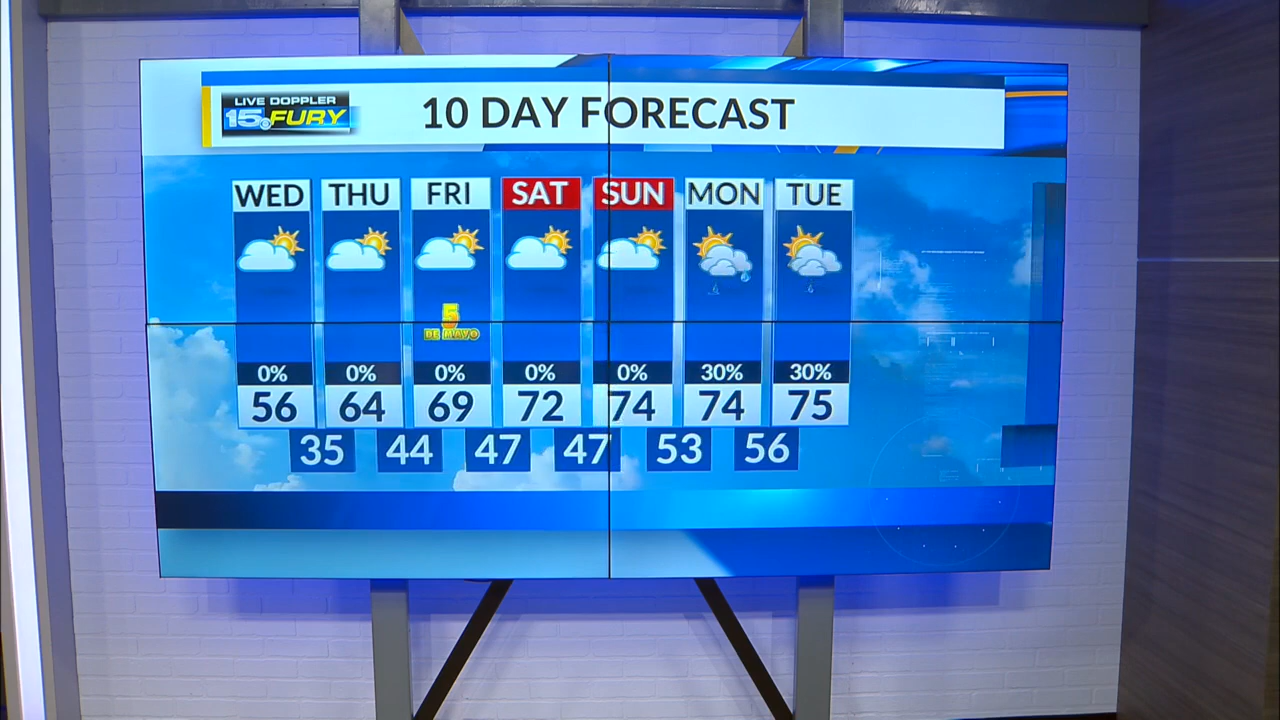 LIVE DOPPLER
15 FURY
10 DAY FORECAST
WED THU FRI SAT SUN MON TUE
5
DE MAYO
0% 0% 0% 0% 0% 30% 30%
56 64 69 72 74 74 75
35 44 47 47 53 56